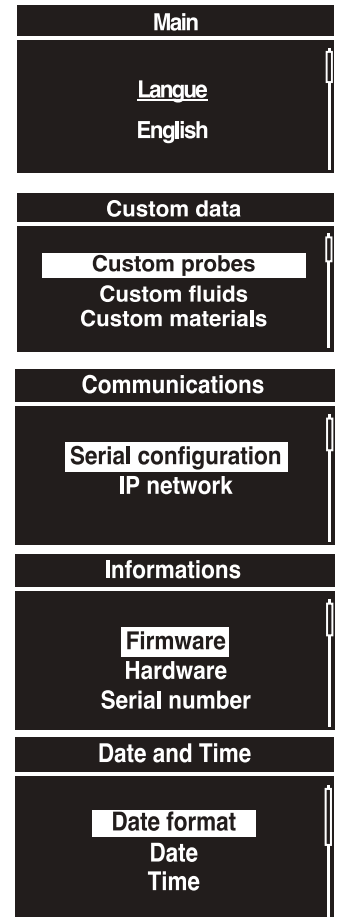 Main
Langue
English
Custom data
Custom probes
Custom fluids
Custom materials
Communications
Serial configuration
IP network
Informations
Firmware
Hardware
Serial number
Date and Time
Date format
Date
Time